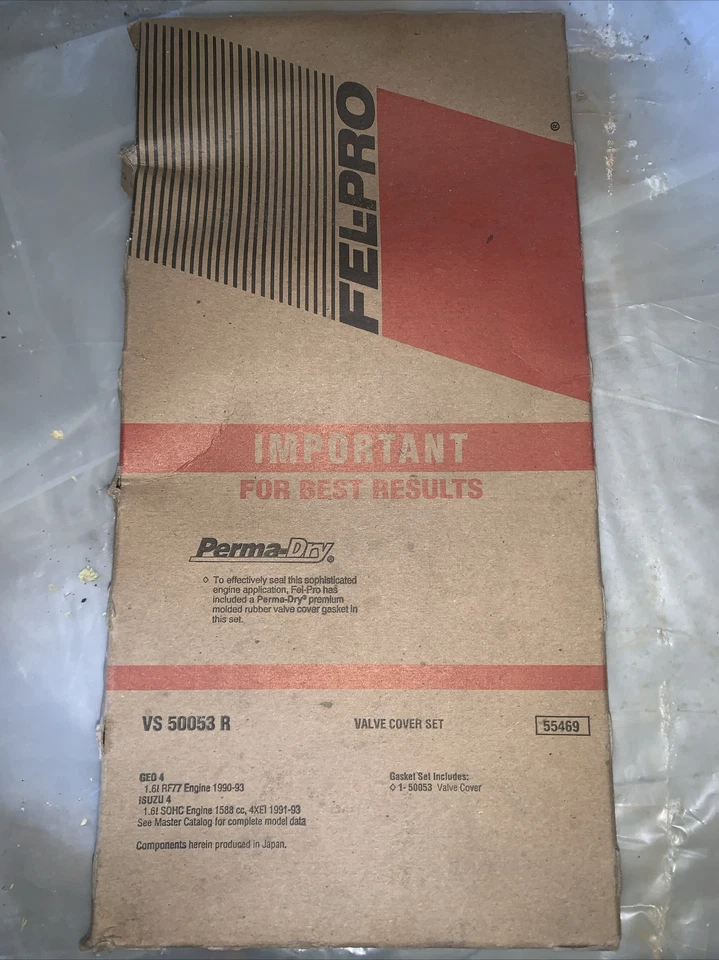 FEL-PRO
®
IMPORTANT
FOR BEST RESULTS
Perma-Dry®
◇ To effectively seal this sophisticated
engine application, Fel-Pro has
included a Perma-Dry® premium
molded rubber valve cover gasket in
this set.
VS 50053 R
VALVE COVER SET
55469
GEO 4
1.6ℓ RF77 Engine 1990-93
ISUZU 4
1.6ℓ SOHC Engine 1588 cc, 4XEI 1991-93
See Master Catalog for complete model data
Components herein produced in Japan.
Gasket Set Includes:
◇ 1- 50053 Valve Cover